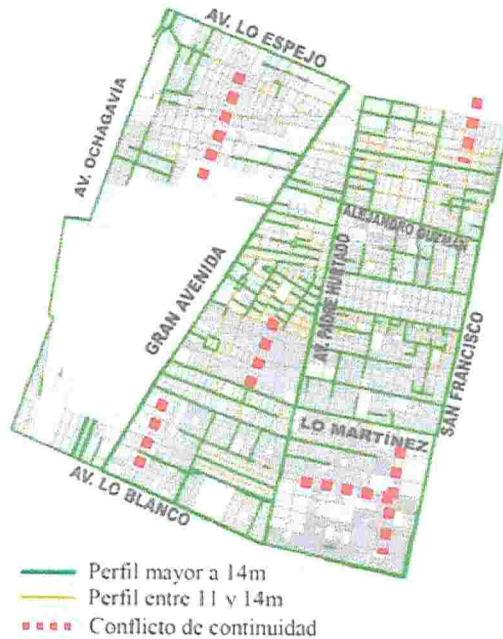 AV. LO ESPEJO
AV. OCHAGAVÍA
ALEJANDRO GUZMAN
GRAN AVENIDA
AV. PADRE HURTADO
SAN FRANCISCO
LO MARTÍNEZ
AV. LO BLANCO
Perfil mayor a 14m
Perfil entre 11 y 14m
Conflicto de continuidad